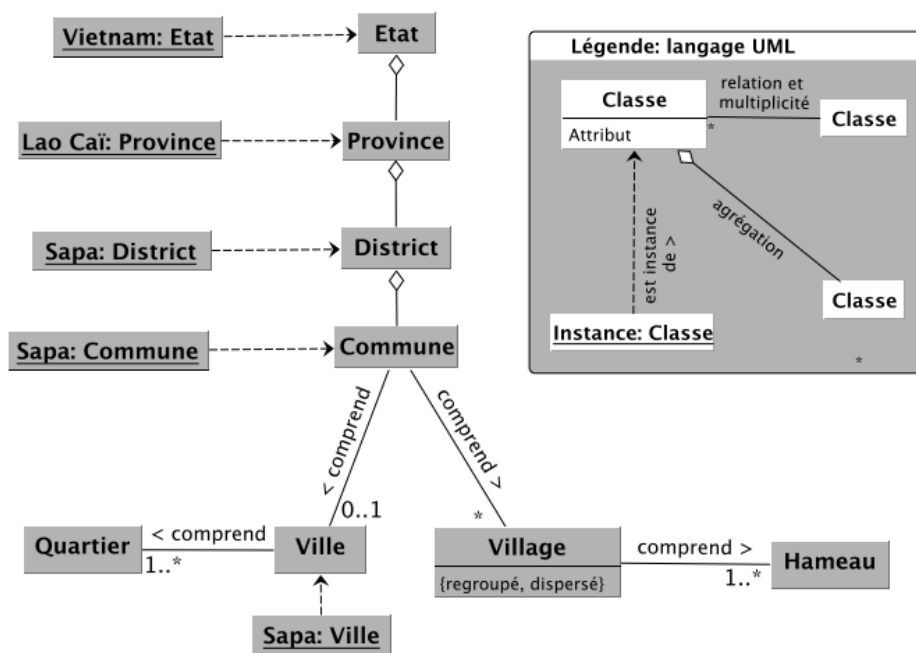 Vietnam: Etat
Etat
Lao Caï: Province
Province
Sapa: District
District
Sapa: Commune
Commune
< comprend
comprend >
0..1
*
Quartier
< comprend
1..*
Ville
Village
{regroupé, dispersé}
comprend >
1..*
Hameau
Sapa: Ville
Légende: langage UML
Classe
Attribut
relation et
multiplicité
*
Classe
agrégation
est instance
de >
Classe
Instance: Classe
*